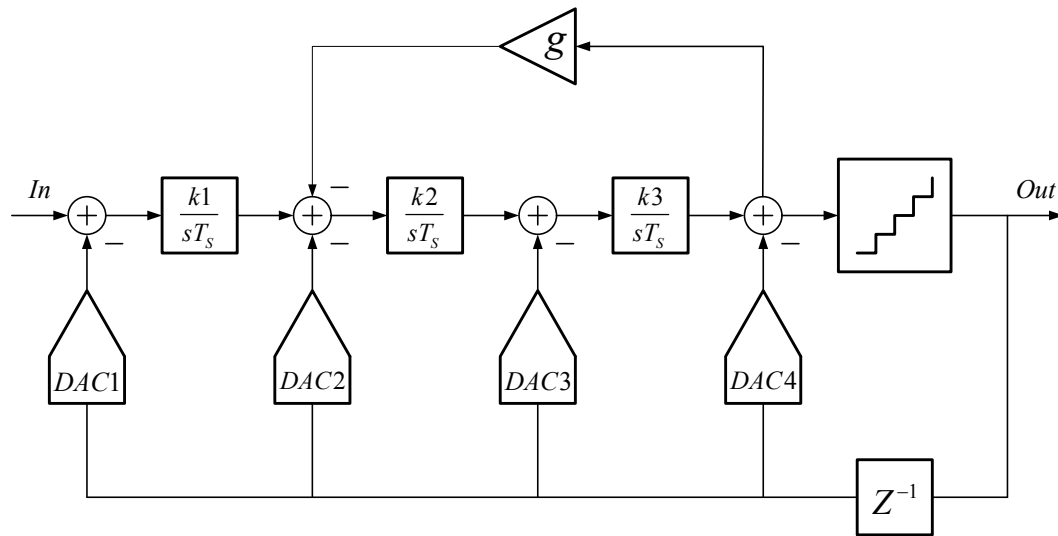 g
In
+
−
k1
sT_S
+
−
−
k2
sT_S
+
−
k3
sT_S
+
−
Out
DAC1
DAC2
DAC3
DAC4
Z⁻¹